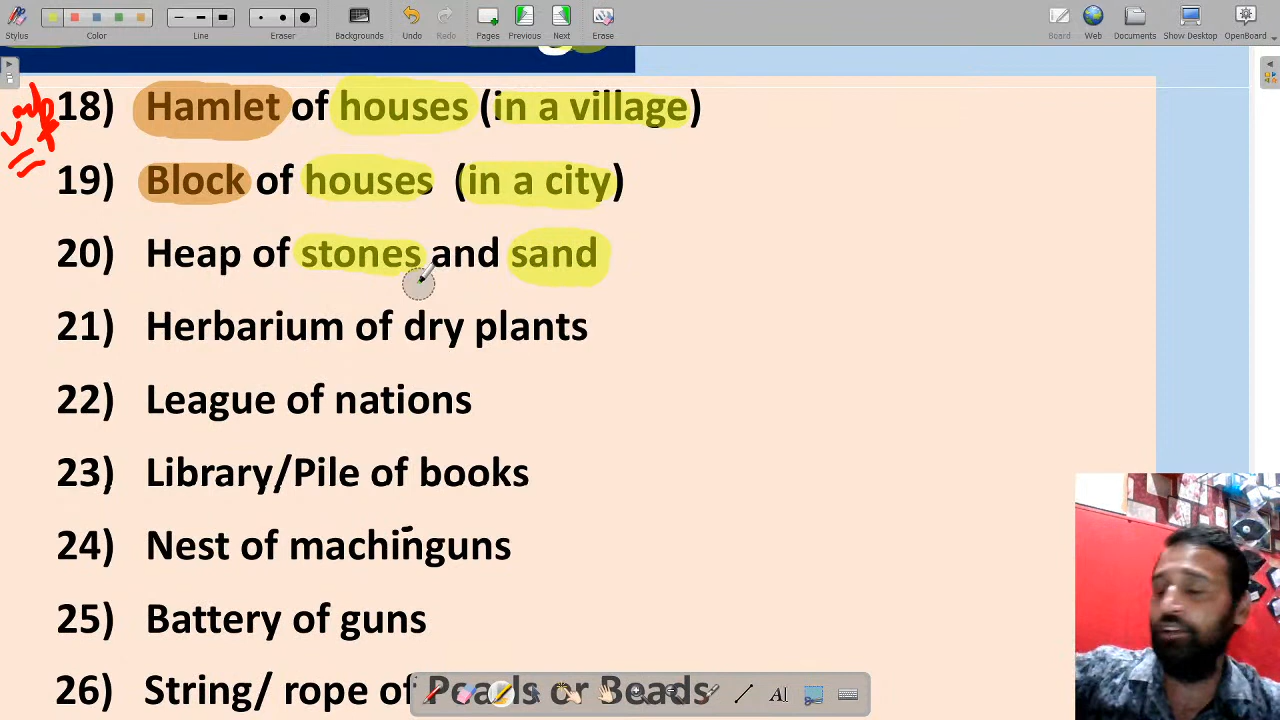 Stylus
Color
Line
Eraser
Backgrounds
Undo
Redo
Pages
Previous
Next
Erase
Board
Web
Documents
Show Desktop
OpenBoard
18) Hamlet of houses (in a village)
19) Block of houses (in a city)
20) Heap of stones and sand
21) Herbarium of dry plants
22) League of nations
23) Library/Pile of books
24) Nest of machinguns
25) Battery of guns
26) String/ rope of Pearls or Beads